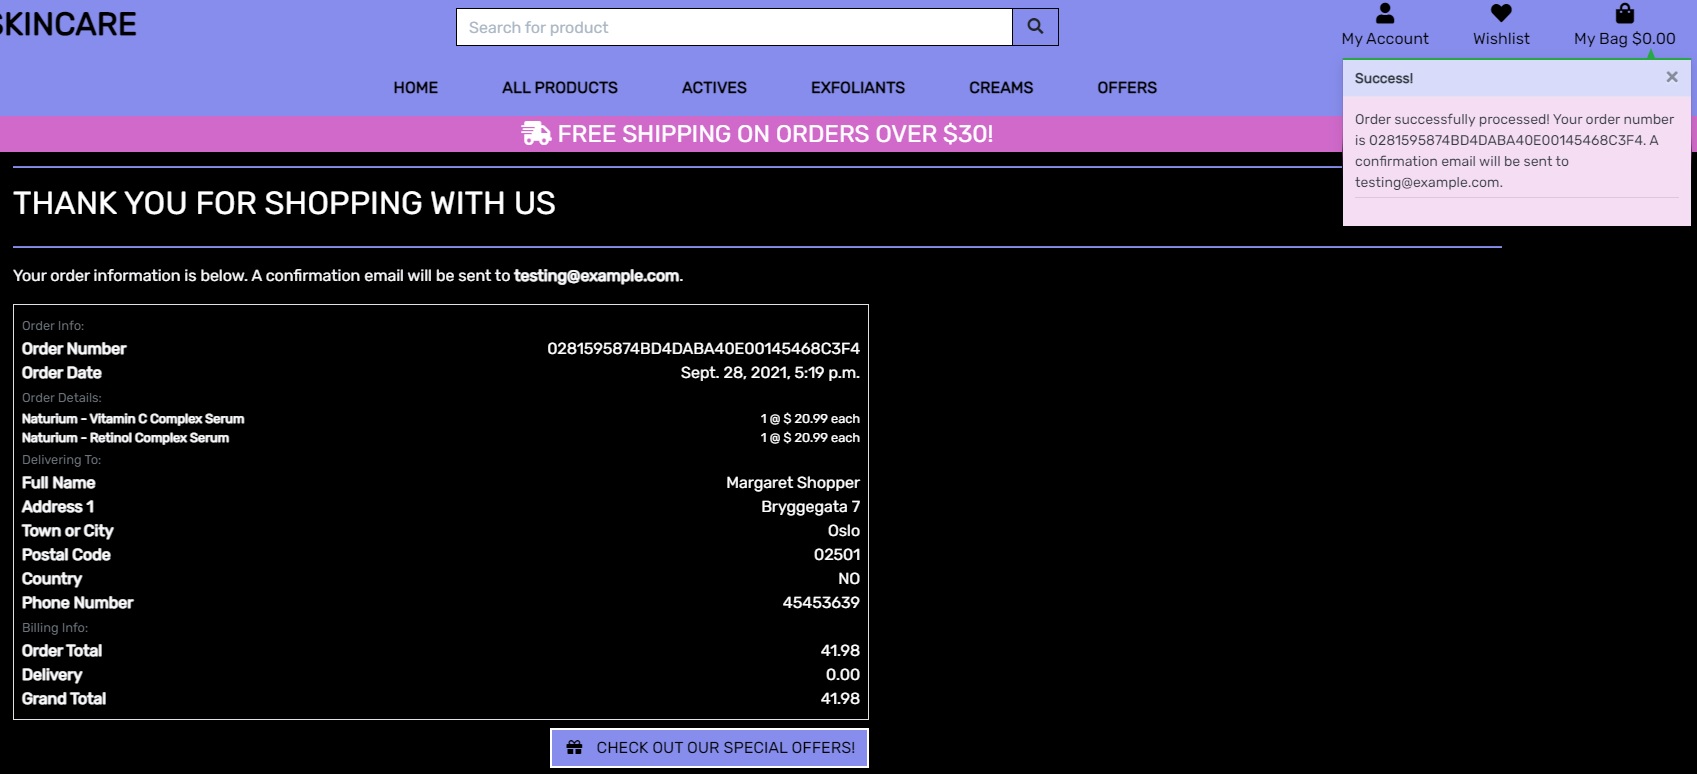 SKINCARE
Search for product
My Account
Wishlist
My Bag $0.00
HOME
ALL PRODUCTS
ACTIVES
EXFOLIANTS
CREAMS
OFFERS
Success!
×
FREE SHIPPING ON ORDERS OVER $30!
Order successfully processed! Your order number
is 0281595874BD4DABA40E00145468C3F4. A
confirmation email will be sent to
testing@example.com.
THANK YOU FOR SHOPPING WITH US
Your order information is below. A confirmation email will be sent to testing@example.com.
Order Info:
Order Number 0281595874BD4DABA40E00145468C3F4
Order Date Sept. 28, 2021, 5:19 p.m.
Order Details:
Naturium - Vitamin C Complex Serum 1 @ $ 20.99 each
Naturium - Retinol Complex Serum 1 @ $ 20.99 each
Delivering To:
Full Name Margaret Shopper
Address 1 Bryggegata 7
Town or City Oslo
Postal Code 02501
Country NO
Phone Number 45453639
Billing Info:
Order Total 41.98
Delivery 0.00
Grand Total 41.98
CHECK OUT OUR SPECIAL OFFERS!